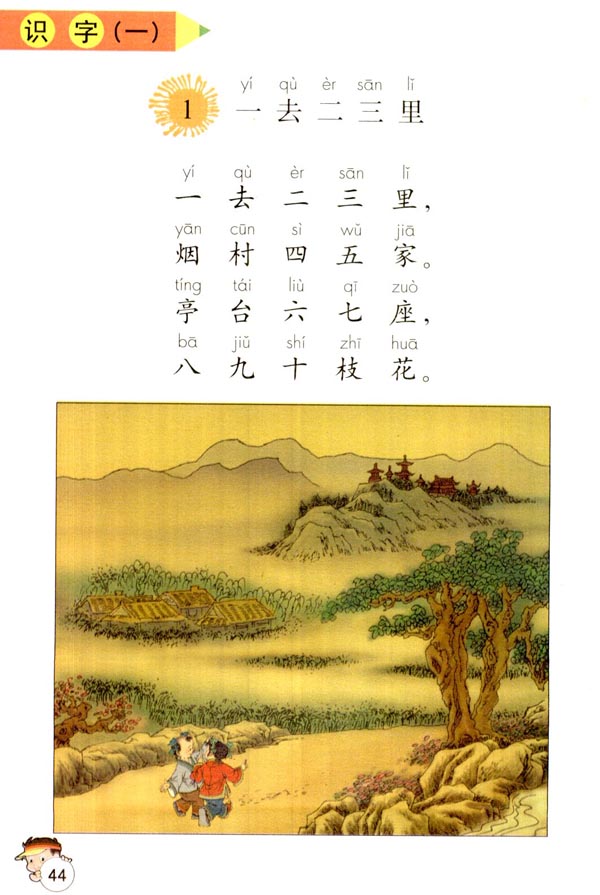 识字(一)
yí qù èr sān lǐ
1 一去二三里
yí qù èr sān lǐ
一去二三里，
yān cūn sì wǔ jiā
烟村四五家。
tíng tái liù qī zuò
亭台六七座，
bā jiǔ shí zhī huā
八九十枝花。
44